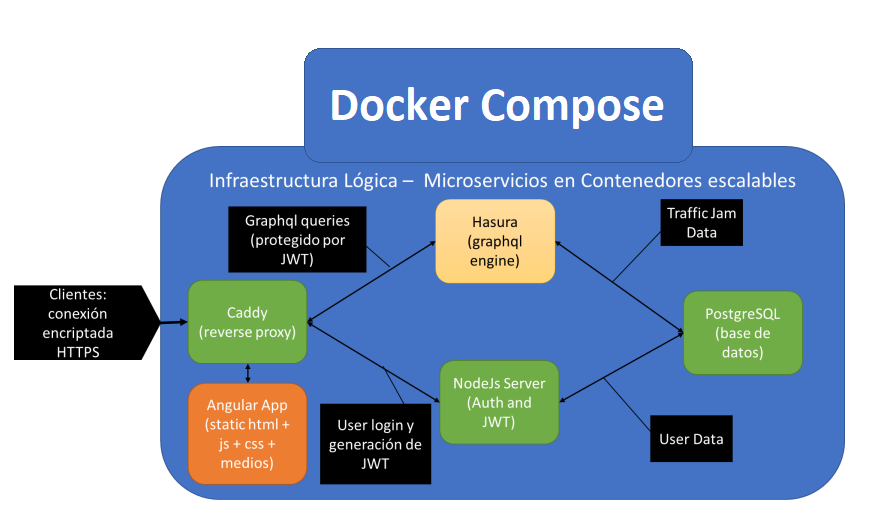 Docker Compose
Infraestructura Lógica – Microservicios en Contenedores escalables
Graphql queries
(protegido por
JWT)
Hasura
(graphql
engine)
Traffic Jam
Data
Clientes:
conexión
encriptada
HTTPS
Caddy
(reverse proxy)
PostgreSQL
(base de
datos)
Angular App
(static html +
js + css +
medios)
User login y
generación de
JWT
NodeJs Server
(Auth and
JWT)
User Data